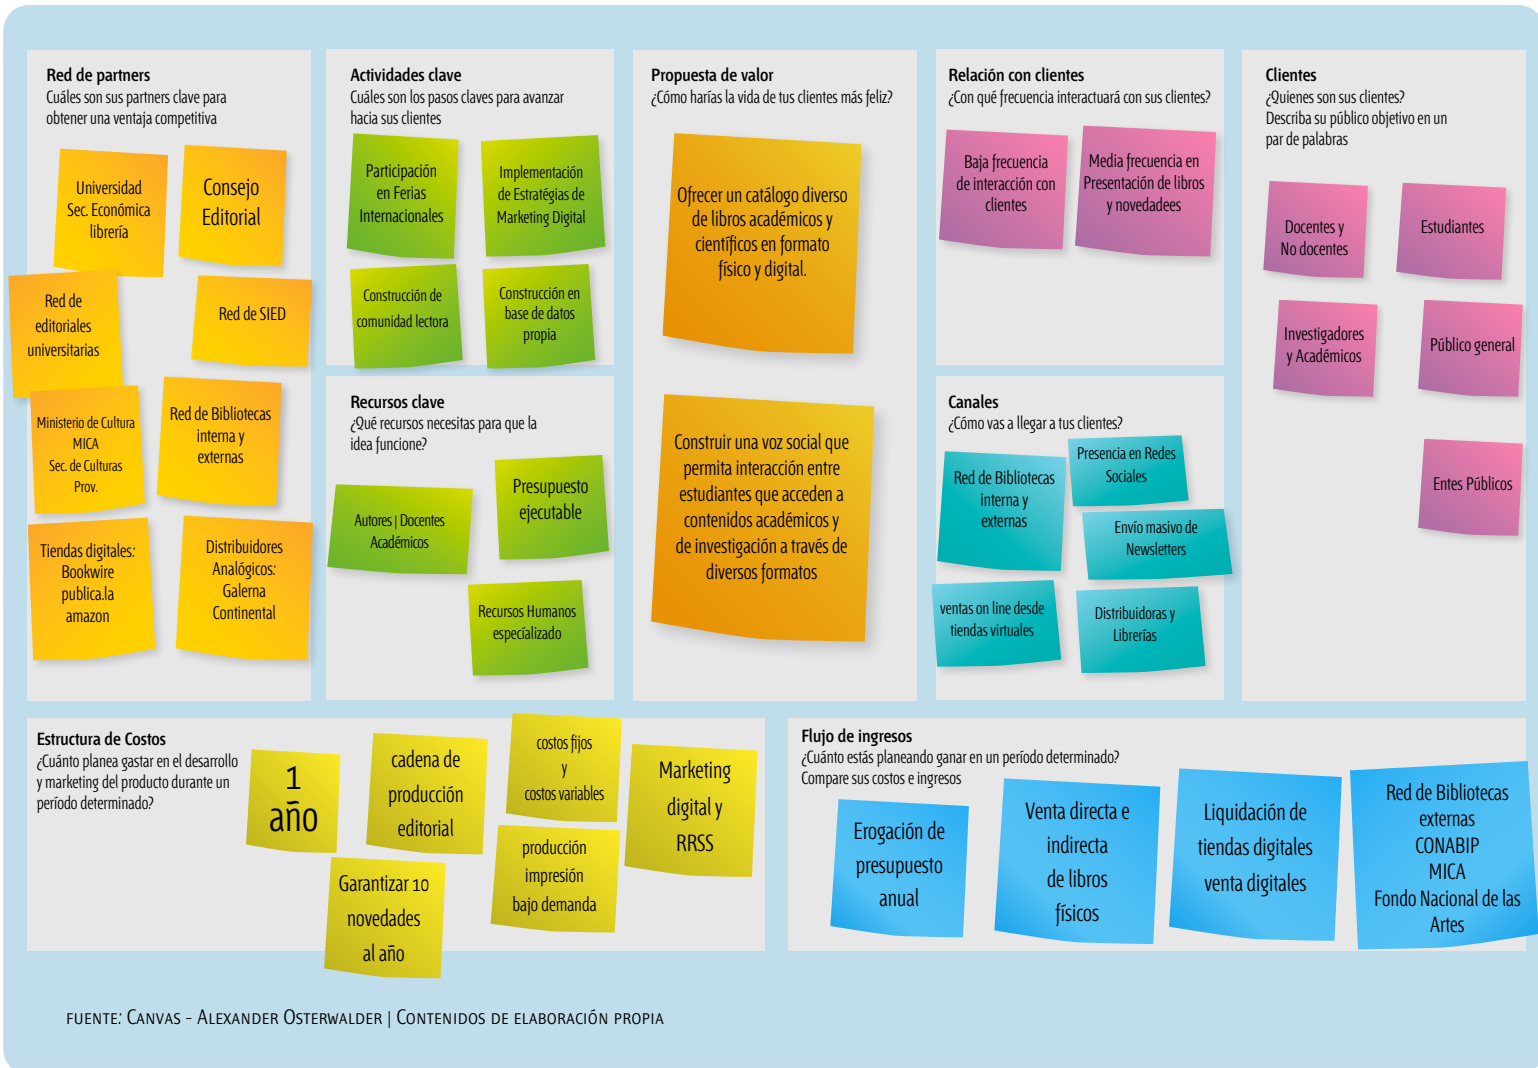 Red de partners
Cuáles son sus partners clave para
obtener una ventaja competitiva
Universidad
Sec. Económica
librería
Consejo
Editorial
Red de
editoriales
universitarias
Red de SIED
Ministerio de Cultura
MICA
Sec. de Culturas
Prov.
Red de Bibliotecas
interna y
externas
Tiendas digitales:
Bookwire
publica.la
amazon
Distribuidores
Analógicos:
Galerna
Continental
Actividades clave
Cuáles son los pasos claves para avanzar
hacia sus clientes
Participación
en Ferias
Internacionales
Implementación
de Estratégias de
Marketing Digital
Construcción de
comunidad lectora
Construcción en
base de datos
propia
Recursos clave
¿Qué recursos necesitas para que la
idea funcione?
Autores | Docentes
Académicos
Presupuesto
ejecutable
Recursos Humanos
especílizado
Propuesta de valor
¿Cómo harías la vida de tus clientes más feliz?
Ofrecer un catálogo diverso
de libros académicos y
científicos en formato
físico y digital.
Construir una voz social que
permita interacción entre
estudiantes que acceden a
contenidos académicos y
de investigación a través de
diversos formatos
Relación con clientes
¿Con qué frecuencia interactuará con sus clientes?
Baja frecuencia
de interacción con
clientes
Media frecuencia en
Presentación de libros
y novedadees
Canales
¿Cómo vas a llegar a tus clientes?
Red de Bibliotecas
interna y
externas
Presencia en Redes
Sociales
Envío masivo de
Newsletters
ventas on line desde
tiendas virtuales
Distribuidoras y
Librerías
Clientes
¿Quienes son sus clientes?
Describa su público objetivo en un
par de palabras
Docentes y
No docentes
Estudiantes
Investigadores
y Académicos
Público general
Entes Públicos
Estructura de Costos
¿Cuánto planea gastar en el desarrollo
y marketing del producto durante un
período determinado?
1
año
cadena de
producción
editorial
costos fijos
y
costos variables
Marketing
digital y
RRSS
Garantizar 10
novedades
al año
producción
impresión
bajo demanda
Flujo de ingresos
¿Cuánto estás planeando ganar en un período determinado?
Compare sus costos e ingresos
Erogación de
presupuesto
anual
Venta directa e
indirecta
de libros
físicos
Liquidación de
tiendas digitales
venta digitales
Red de Bibliotecas
externas
CONABIP
MICA
Fondo Nacional de las
Artes
FUENTE: CANVAS - ALEXANDER OSTERWALDER | CONTENIDOS DE ELABORACIÓN PROPIA